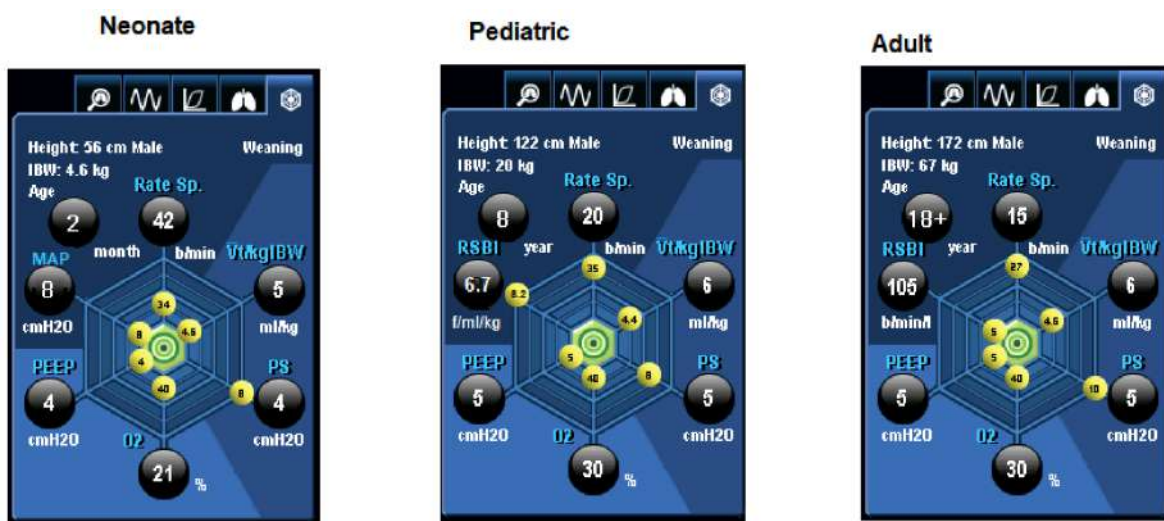 Neonate
Height: 56 cm Male Weaning
IBW: 4.6 kg
Age
Rate Sp.
2
42
month
b/min
Vt/kgIBW
MAP
8
5
cmH2O
ml/kg
34
8
4.6
4
40
8
PEEP
PS
4
4
cmH2O
O2
cmH2O
21
%
Pediatric
Height: 122 cm Male Weaning
IBW: 20 kg
Age
Rate Sp.
8
20
year
b/min
Vt/kgIBW
RSBI
6.7
6
f/ml/kg
ml/kg
35
8.2
4.4
5
40
8
PEEP
PS
5
5
cmH2O
O2
cmH2O
30
%
Adult
Height: 172 cm Male Weaning
IBW: 67 kg
Age
Rate Sp.
18+
15
year
b/min
Vt/kgIBW
RSBI
105
6
b/min/l
ml/kg
27
5
4.6
5
40
10
PEEP
PS
5
5
cmH2O
O2
cmH2O
30
%